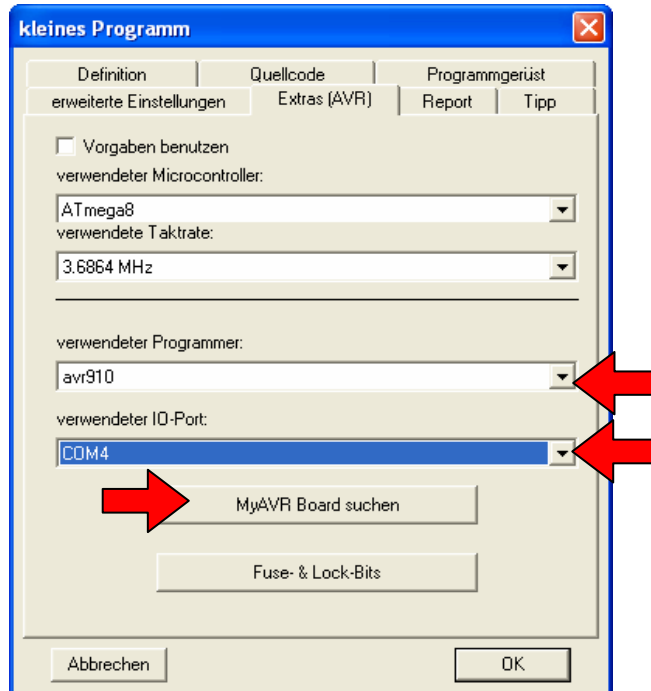 kleines Programm
Definition Quellcode Programmgerüst
erweiterte Einstellungen Extras (AVR) Report Tipp
Vorgaben benutzen
verwendeter Microcontroller:
ATmega8
verwendete Taktrate:
3.6864 MHz
verwendeter Programmer:
avr910
verwendeter IO-Port:
COM4
MyAVR Board suchen
Fuse- & Lock-Bits
Abbrechen OK